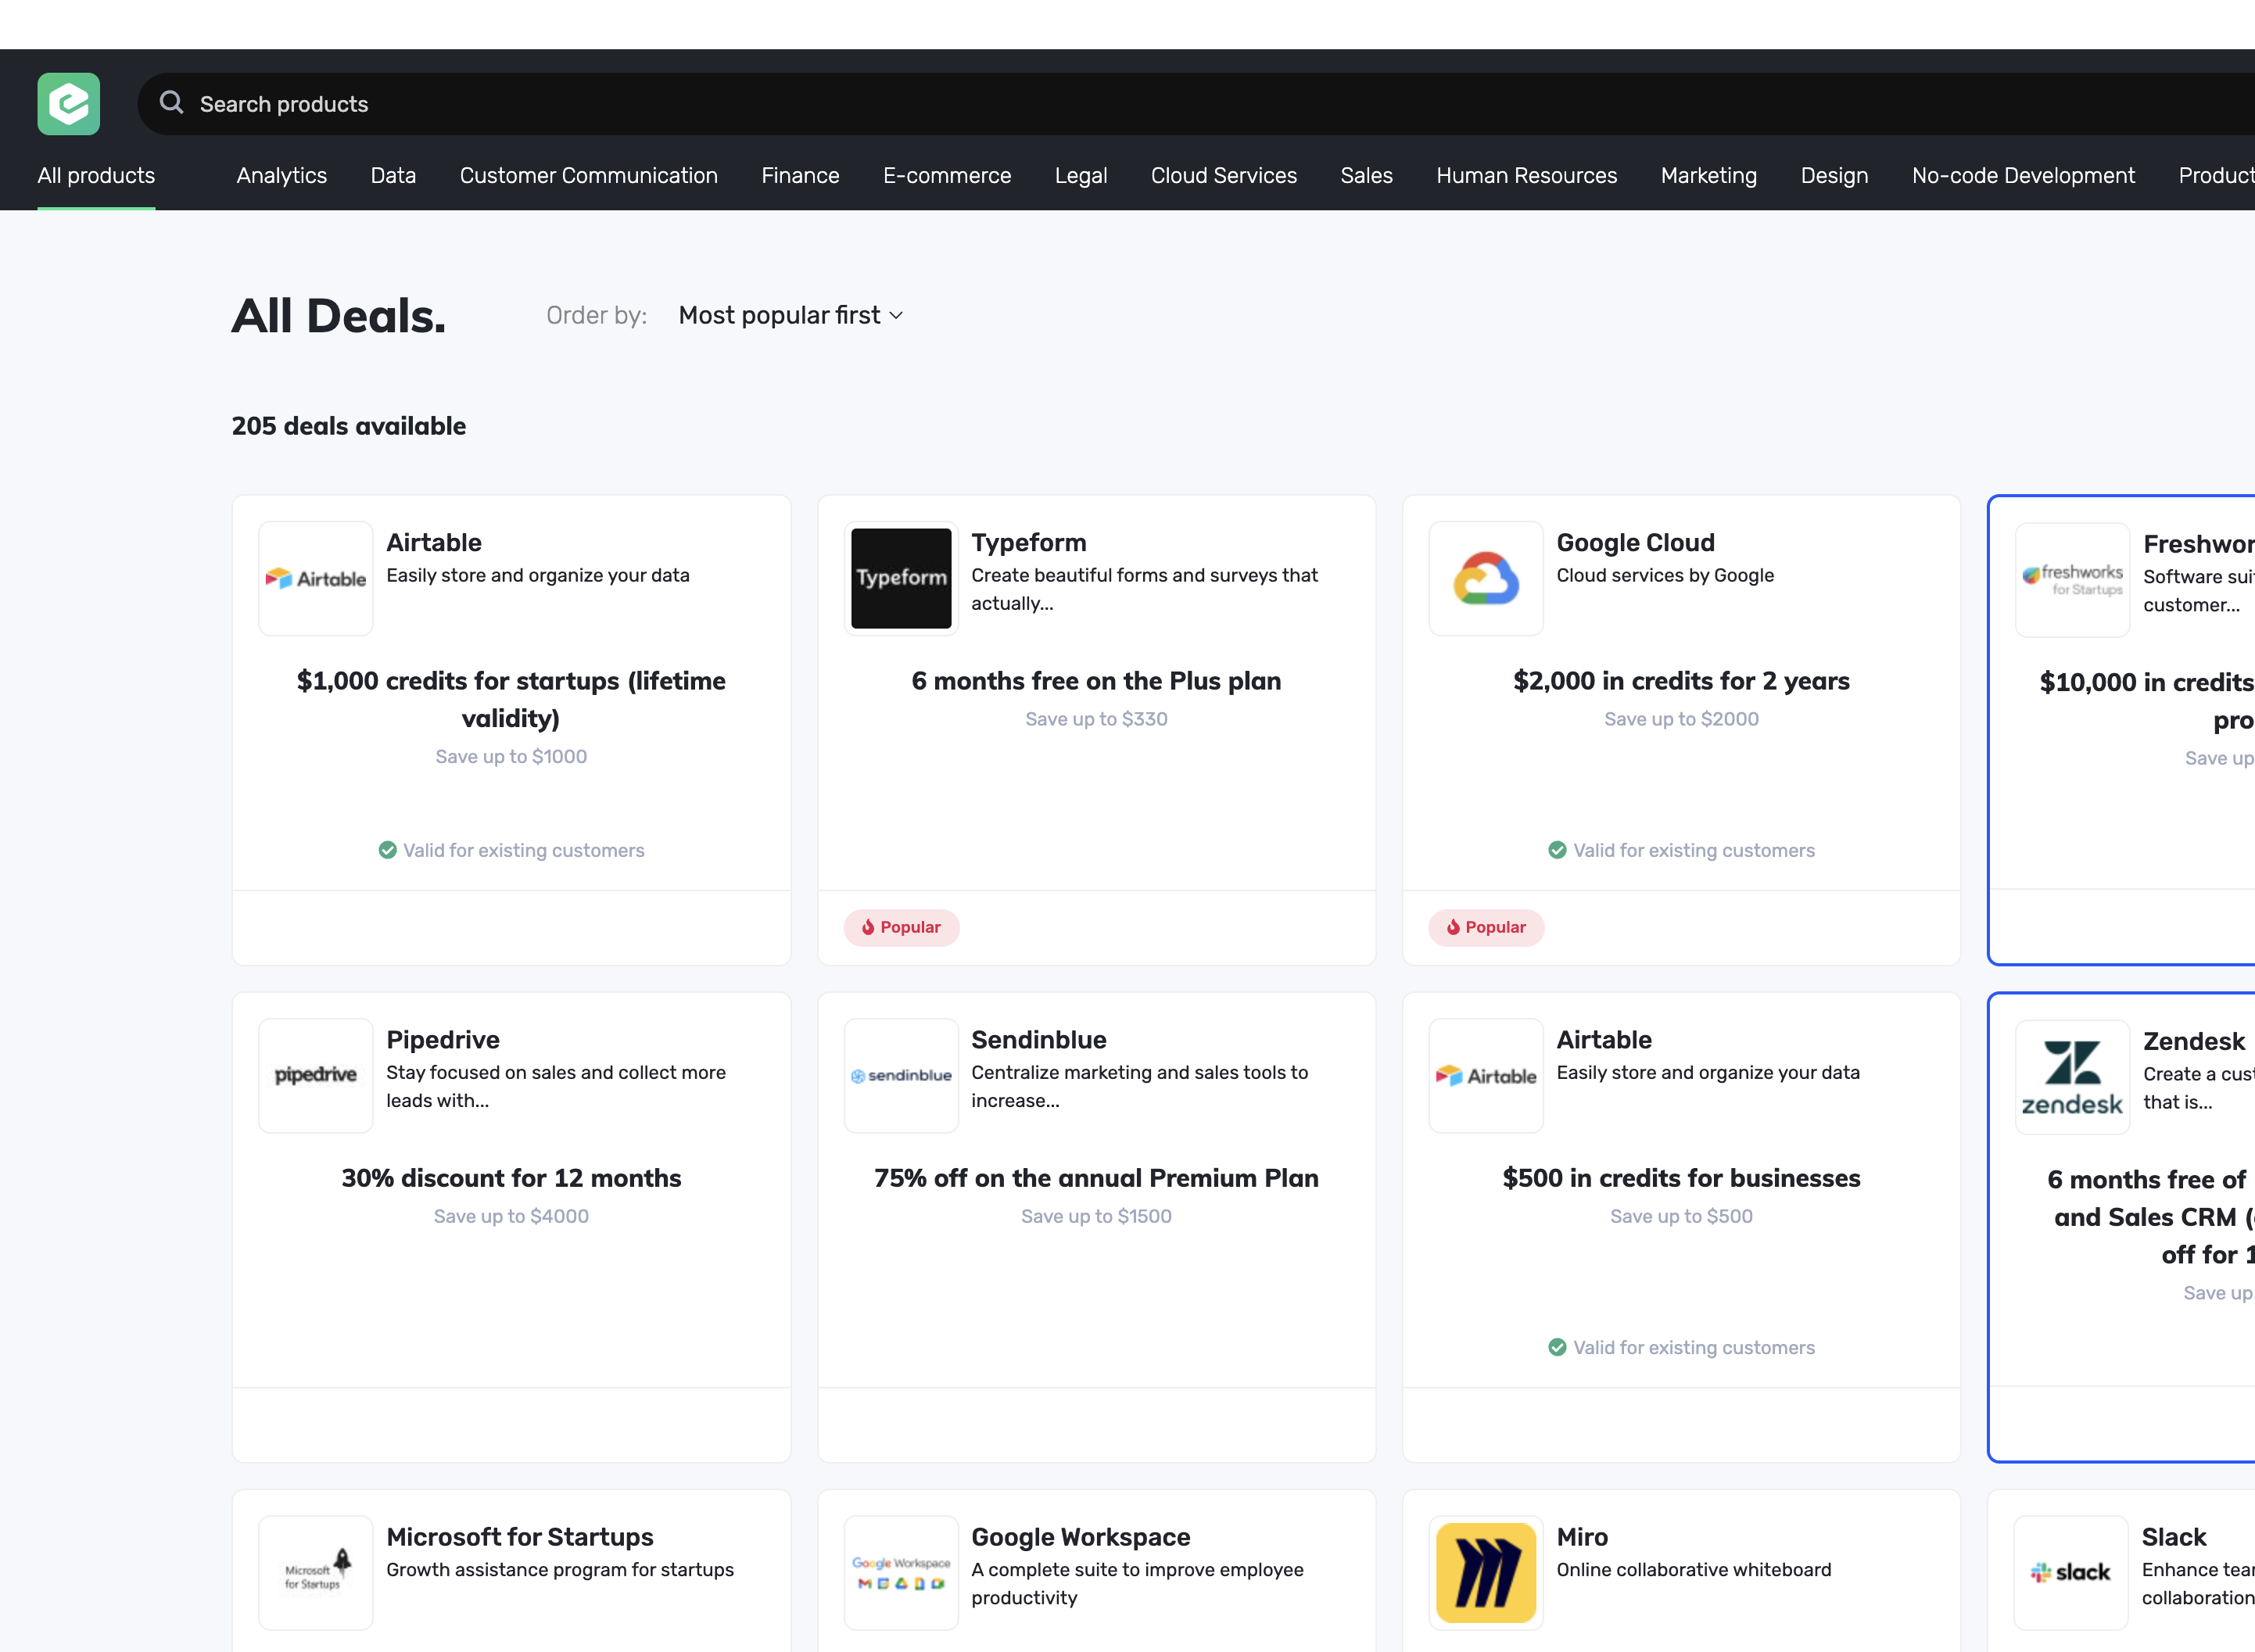 Search products
All products Analytics Data Customer Communication Finance E-commerce Legal Cloud Services Sales Human Resources Marketing Design No-code Development Product
All Deals. Order by: Most popular first
205 deals available
Airtable
Airtable
Easily store and organize your data
$1,000 credits for startups (lifetime
validity)
Save up to $1000
Valid for existing customers
Typeform
Typeform
Create beautiful forms and surveys that
actually...
6 months free on the Plus plan
Save up to $330
Popular
Google Cloud
Cloud services by Google
$2,000 in credits for 2 years
Save up to $2000
Valid for existing customers
Popular
freshworks
for Startups
Freshwor
Software sui
customer...
$10,000 in credits
pro
Save up
pipedrive
Pipedrive
Stay focused on sales and collect more
leads with...
30% discount for 12 months
Save up to $4000
sendinblue
Sendinblue
Centralize marketing and sales tools to
increase...
75% off on the annual Premium Plan
Save up to $1500
Airtable
Airtable
Easily store and organize your data
$500 in credits for businesses
Save up to $500
Valid for existing customers
zendesk
Zendesk
Create a cust
that is...
6 months free of
and Sales CRM (
off for 1
Save up
Microsoft
for Startups
Microsoft for Startups
Growth assistance program for startups
Google Workspace
Google Workspace
A complete suite to improve employee
productivity
Miro
Online collaborative whiteboard
slack
Slack
Enhance tea
collaboration